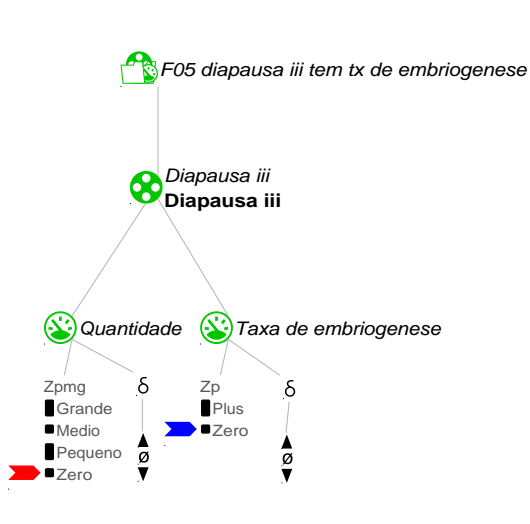 F05 diapausa iii tem tx de embriogenese
Diapausa iii
Diapausa iii
Quantidade
Taxa de embriogenese
Zpmg
δ
Grande
Medio
Pequeno
Zero
ø
Zp
δ
Plus
Zero
ø